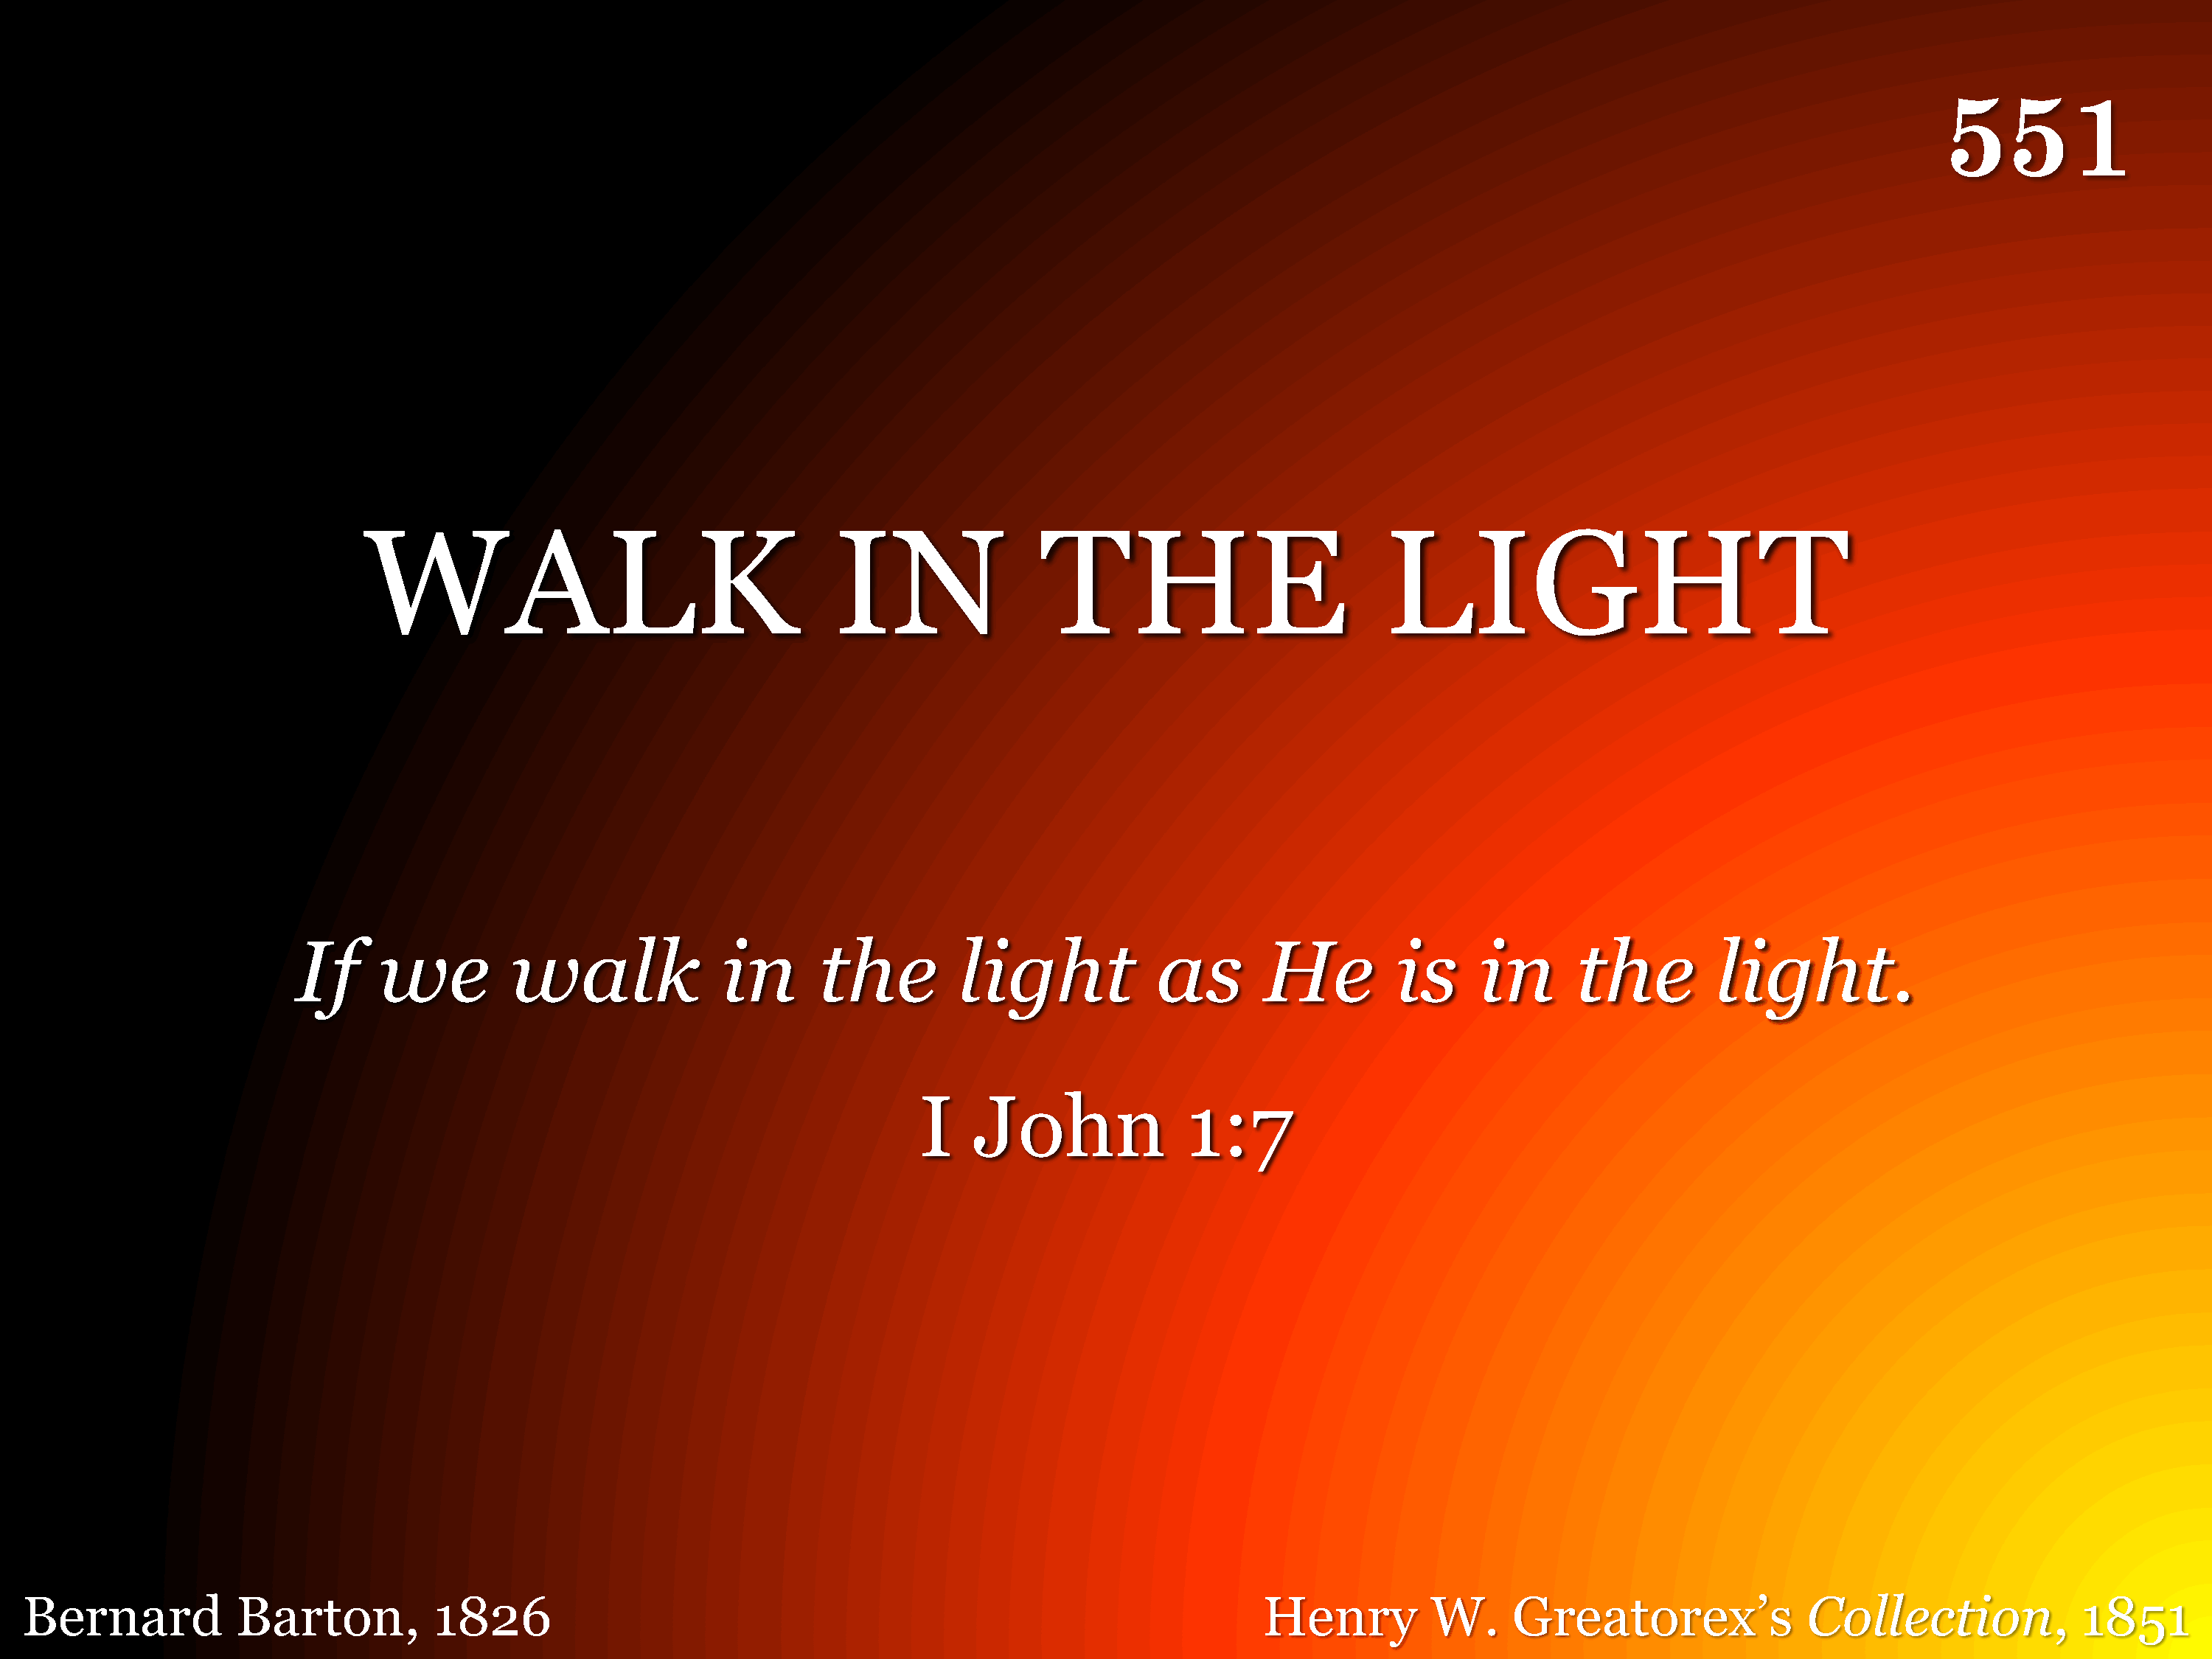 551
WALK IN THE LIGHT
If we walk in the light as He is in the light.
I John 1:7
Bernard Barton, 1826
Henry W. Greatorex’s Collection, 1851